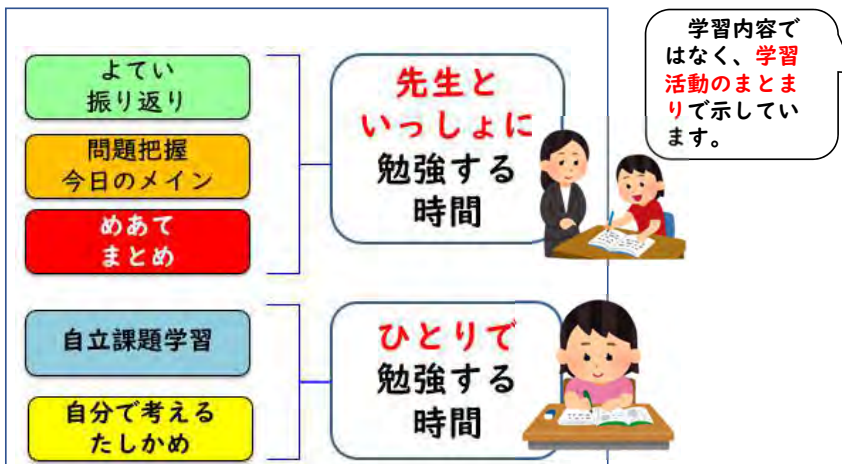 よてい
振り返り
問題把握
今日のメイン
めあて
まとめ
先生と
いっしょに
勉強する
時間
自立課題学習
自分で考える
たしかめ
ひとりで
勉強する
時間
学習内容で
はなく、学習
活動のまとま
りで示してい
ます。